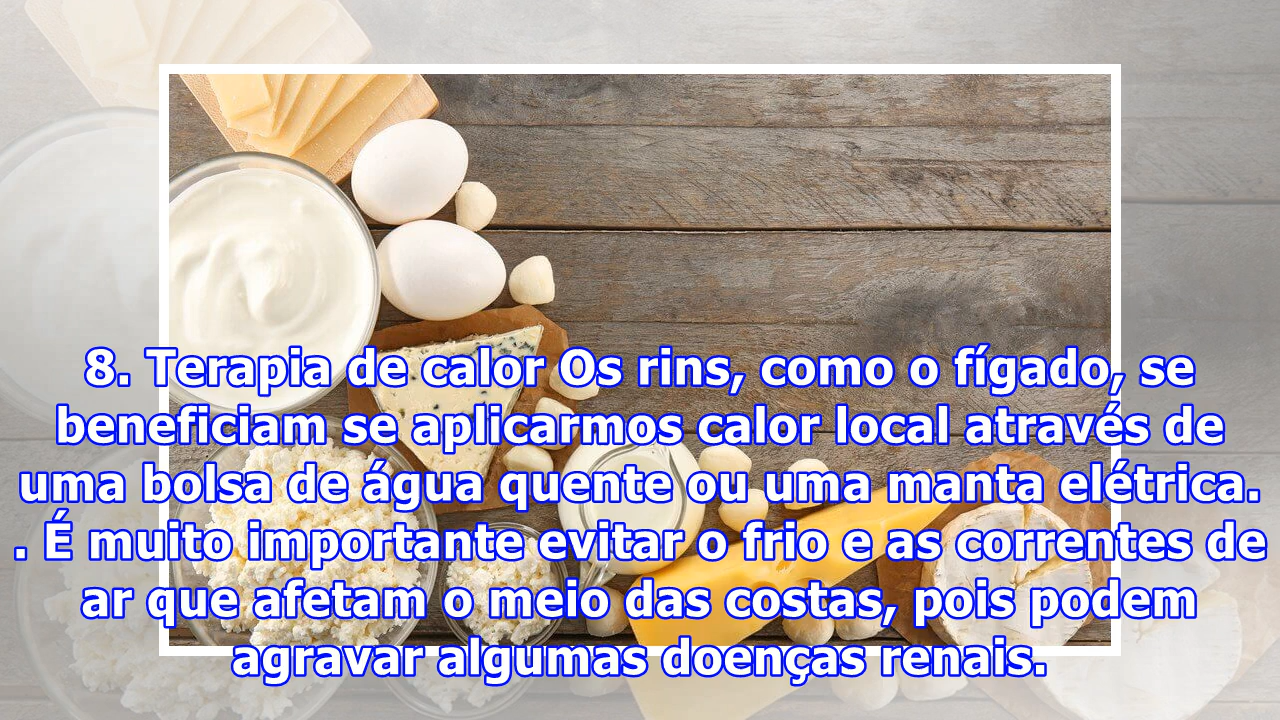 8. Terapia de calor Os rins, como o fígado, se
beneficiam se aplicarmos calor local através de
uma bolsa de água quente ou uma manta elétrica.
. É muito importante evitar o frio e as correntes de
ar que afetam o meio das costas, pois podem
agravar algumas doenças renais.